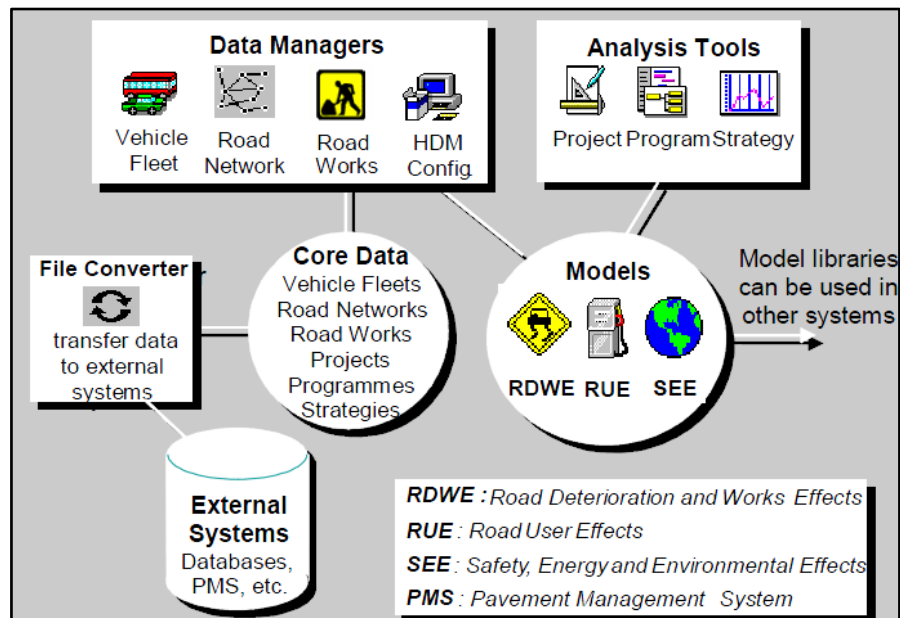 Data Managers
Vehicle
Fleet
Road
Network
Road
Works
HDM
Config.
Analysis Tools
Project Program Strategy
File Converter
transfer data
to external
systems
Core Data
Vehicle Fleets
Road Networks
Road Works
Projects
Programmes
Strategies
Models
RDWE RUE SEE
Model libraries
can be used in
other systems
External
Systems
Databases,
PMS, etc.
RDWE : Road Deterioration and Works Effects
RUE : Road User Effects
SEE : Safety, Energy and Environmental Effects
PMS : Pavement Management System